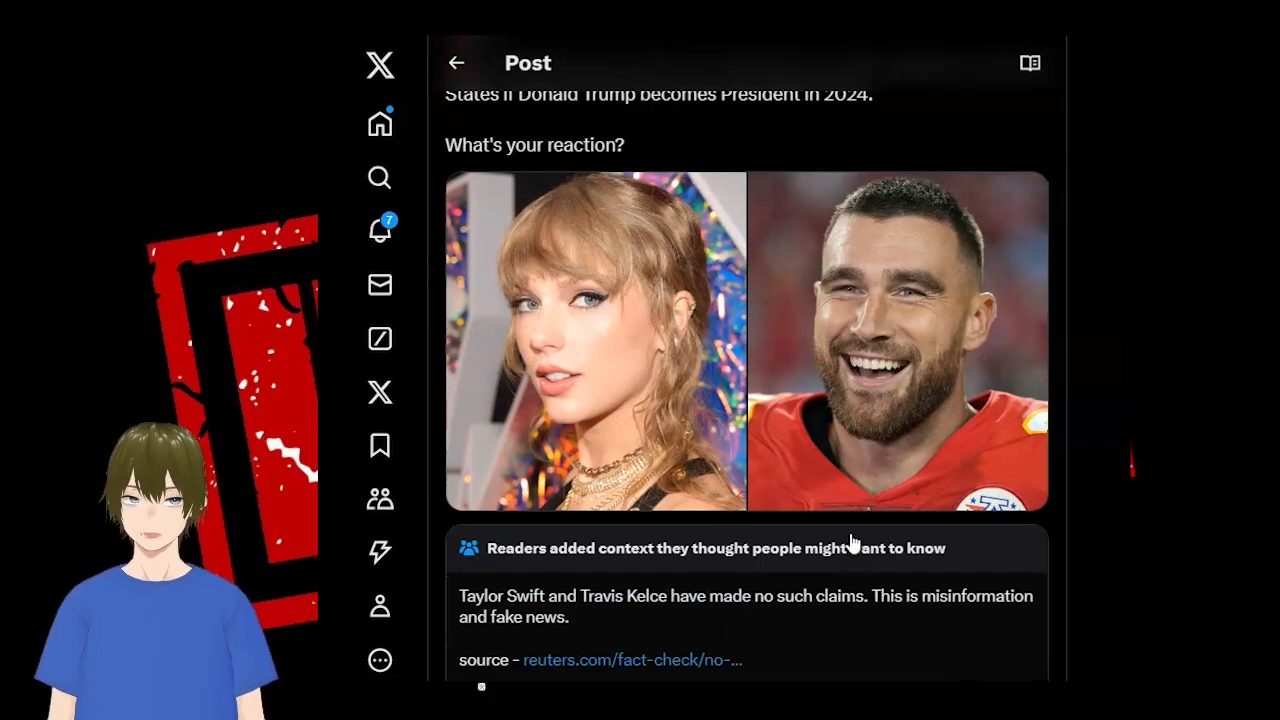 Post
States if Donald Trump becomes President in 2024.
What's your reaction?
7
Readers added context they thought people might want to know
Taylor Swift and Travis Kelce have made no such claims. This is misinformation
and fake news.
source - reuters.com/fact-check/no-...